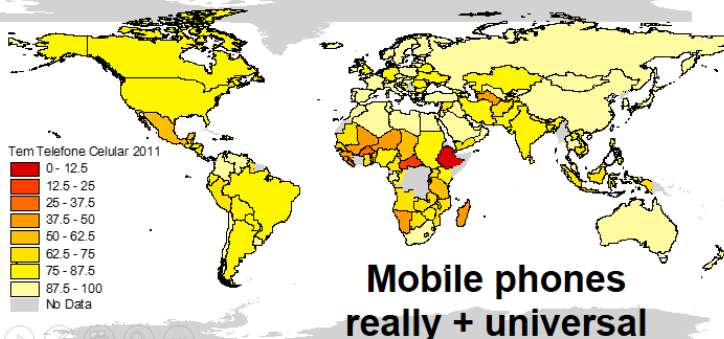 Tem Telefone Celular 2011
0 - 12.5
12.5 - 25
25 - 37.5
37.5 - 50
50 - 62.5
62.5 - 75
75 - 87.5
87.5 - 100
No Data
Mobile phones
really + universal